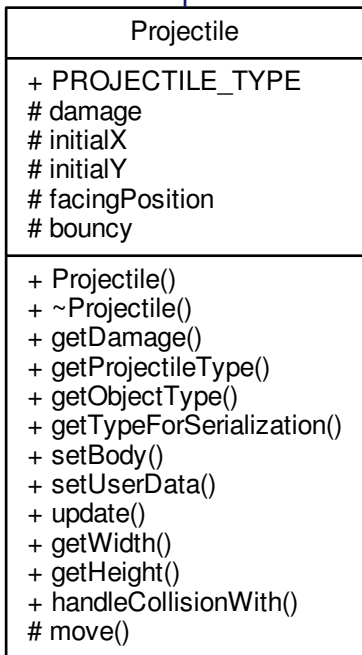 Projectile
+ PROJECTILE_TYPE
# damage
# initialX
# initialY
# facingPosition
# bouncy
+ Projectile()
+ ~Projectile()
+ getDamage()
+ getProjectileType()
+ getObjectType()
+ getTypeForSerialization()
+ setBody()
+ setUserData()
+ update()
+ getWidth()
+ getHeight()
+ handleCollisionWith()
# move()